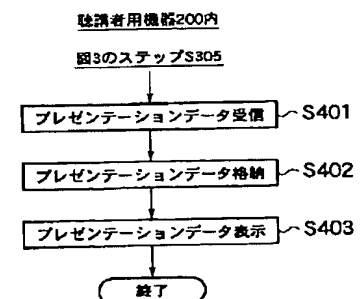 聴講者用機器200内
図3のステップS305
プレゼンテーションデータ受信 S401
プレゼンテーションデータ格納 S402
プレゼンテーションデータ表示 S403
終了